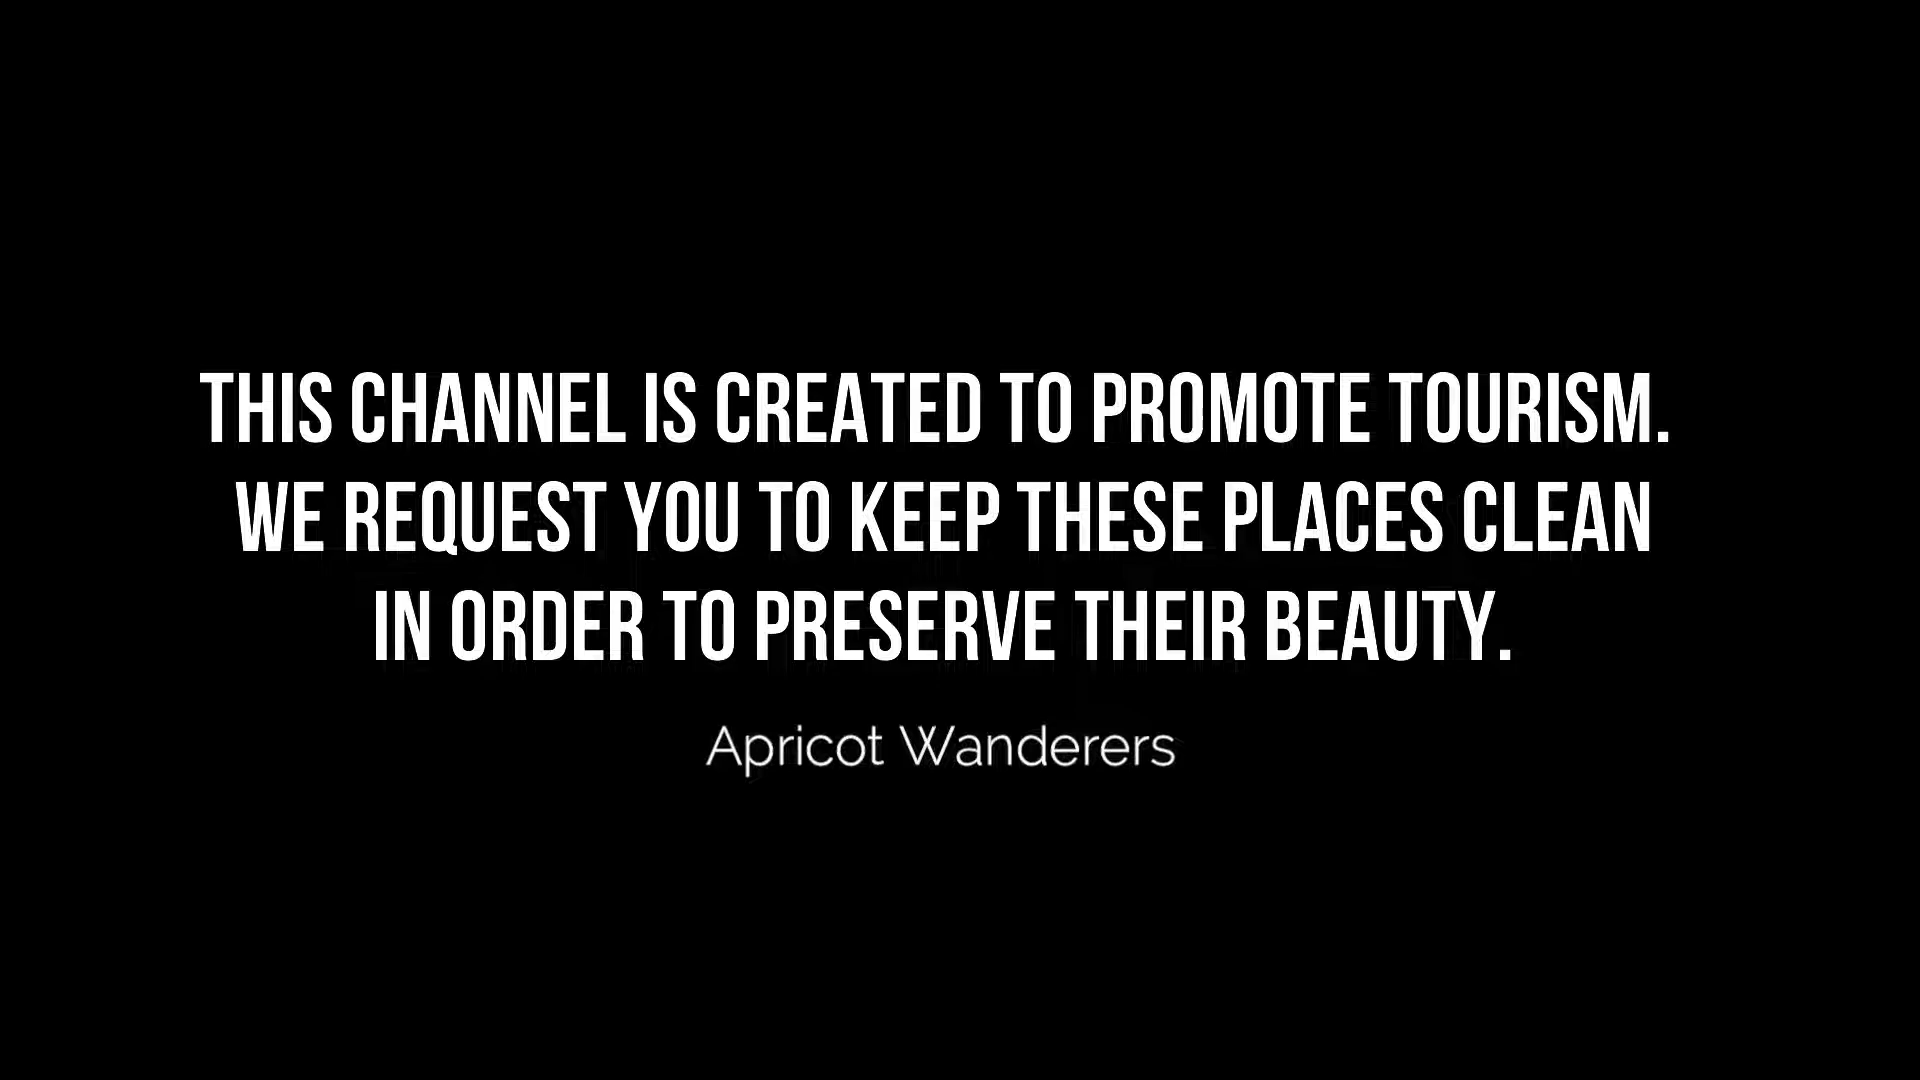 THIS CHANNEL IS CREATED TO PROMOTE TOURISM.
WE REQUEST YOU TO KEEP THESE PLACES CLEAN
IN ORDER TO PRESERVE THEIR BEAUTY.
Apricot Wanderers